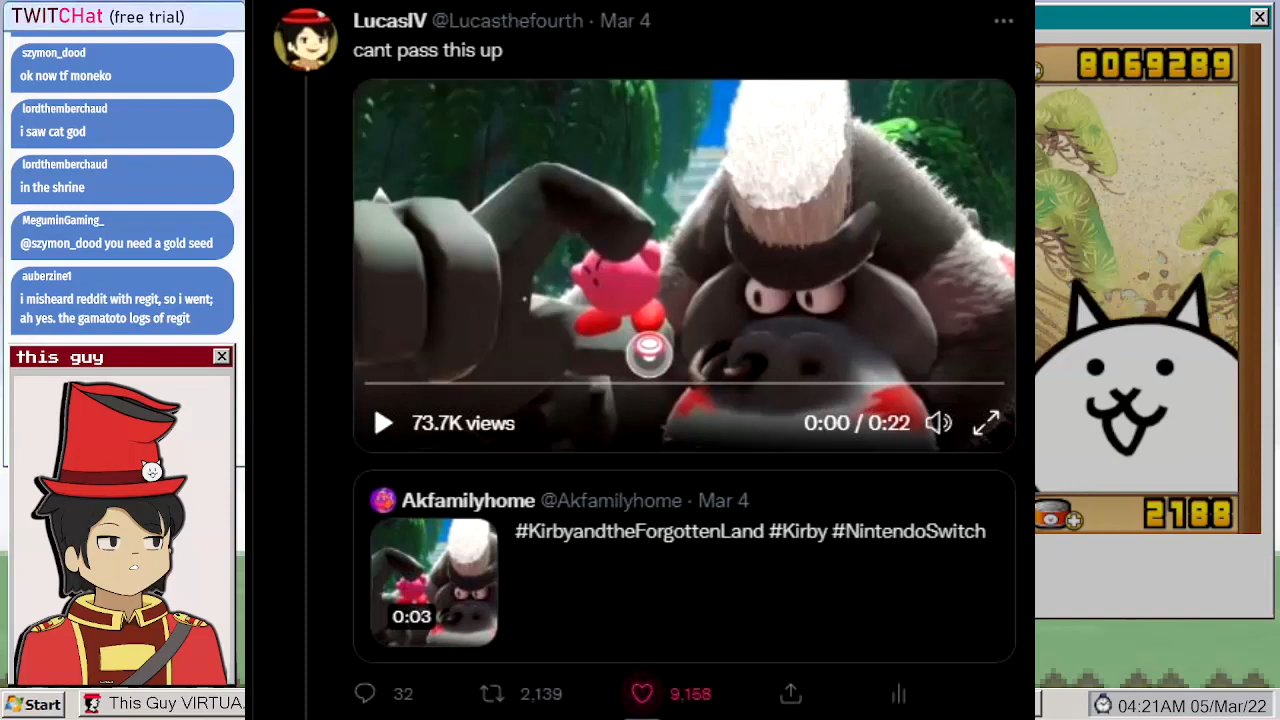 TWITCHat (free trial)
szymon_dood
ok now tf moneko
lordthemberchaud
i saw cat god
lordthemberchaud
in the shrine
MeguminGaming_
@szymon_dood you need a gold seed
auberzine1
i misheard reddit with regit, so i went;
ah yes. the gamatoto logs of regit
this guy
LucasIV @Lucasthefourth · Mar 4
cant pass this up
73.7K views
0:00 / 0:22
Akfamilyhome @Akfamilyhome · Mar 4
#KirbyandtheForgottenLand #Kirby #NintendoSwitch
0:03
32
2,139
9,158
8069289
2188
Start
This Guy VIRTUA
04:21AM 05/Mar/22